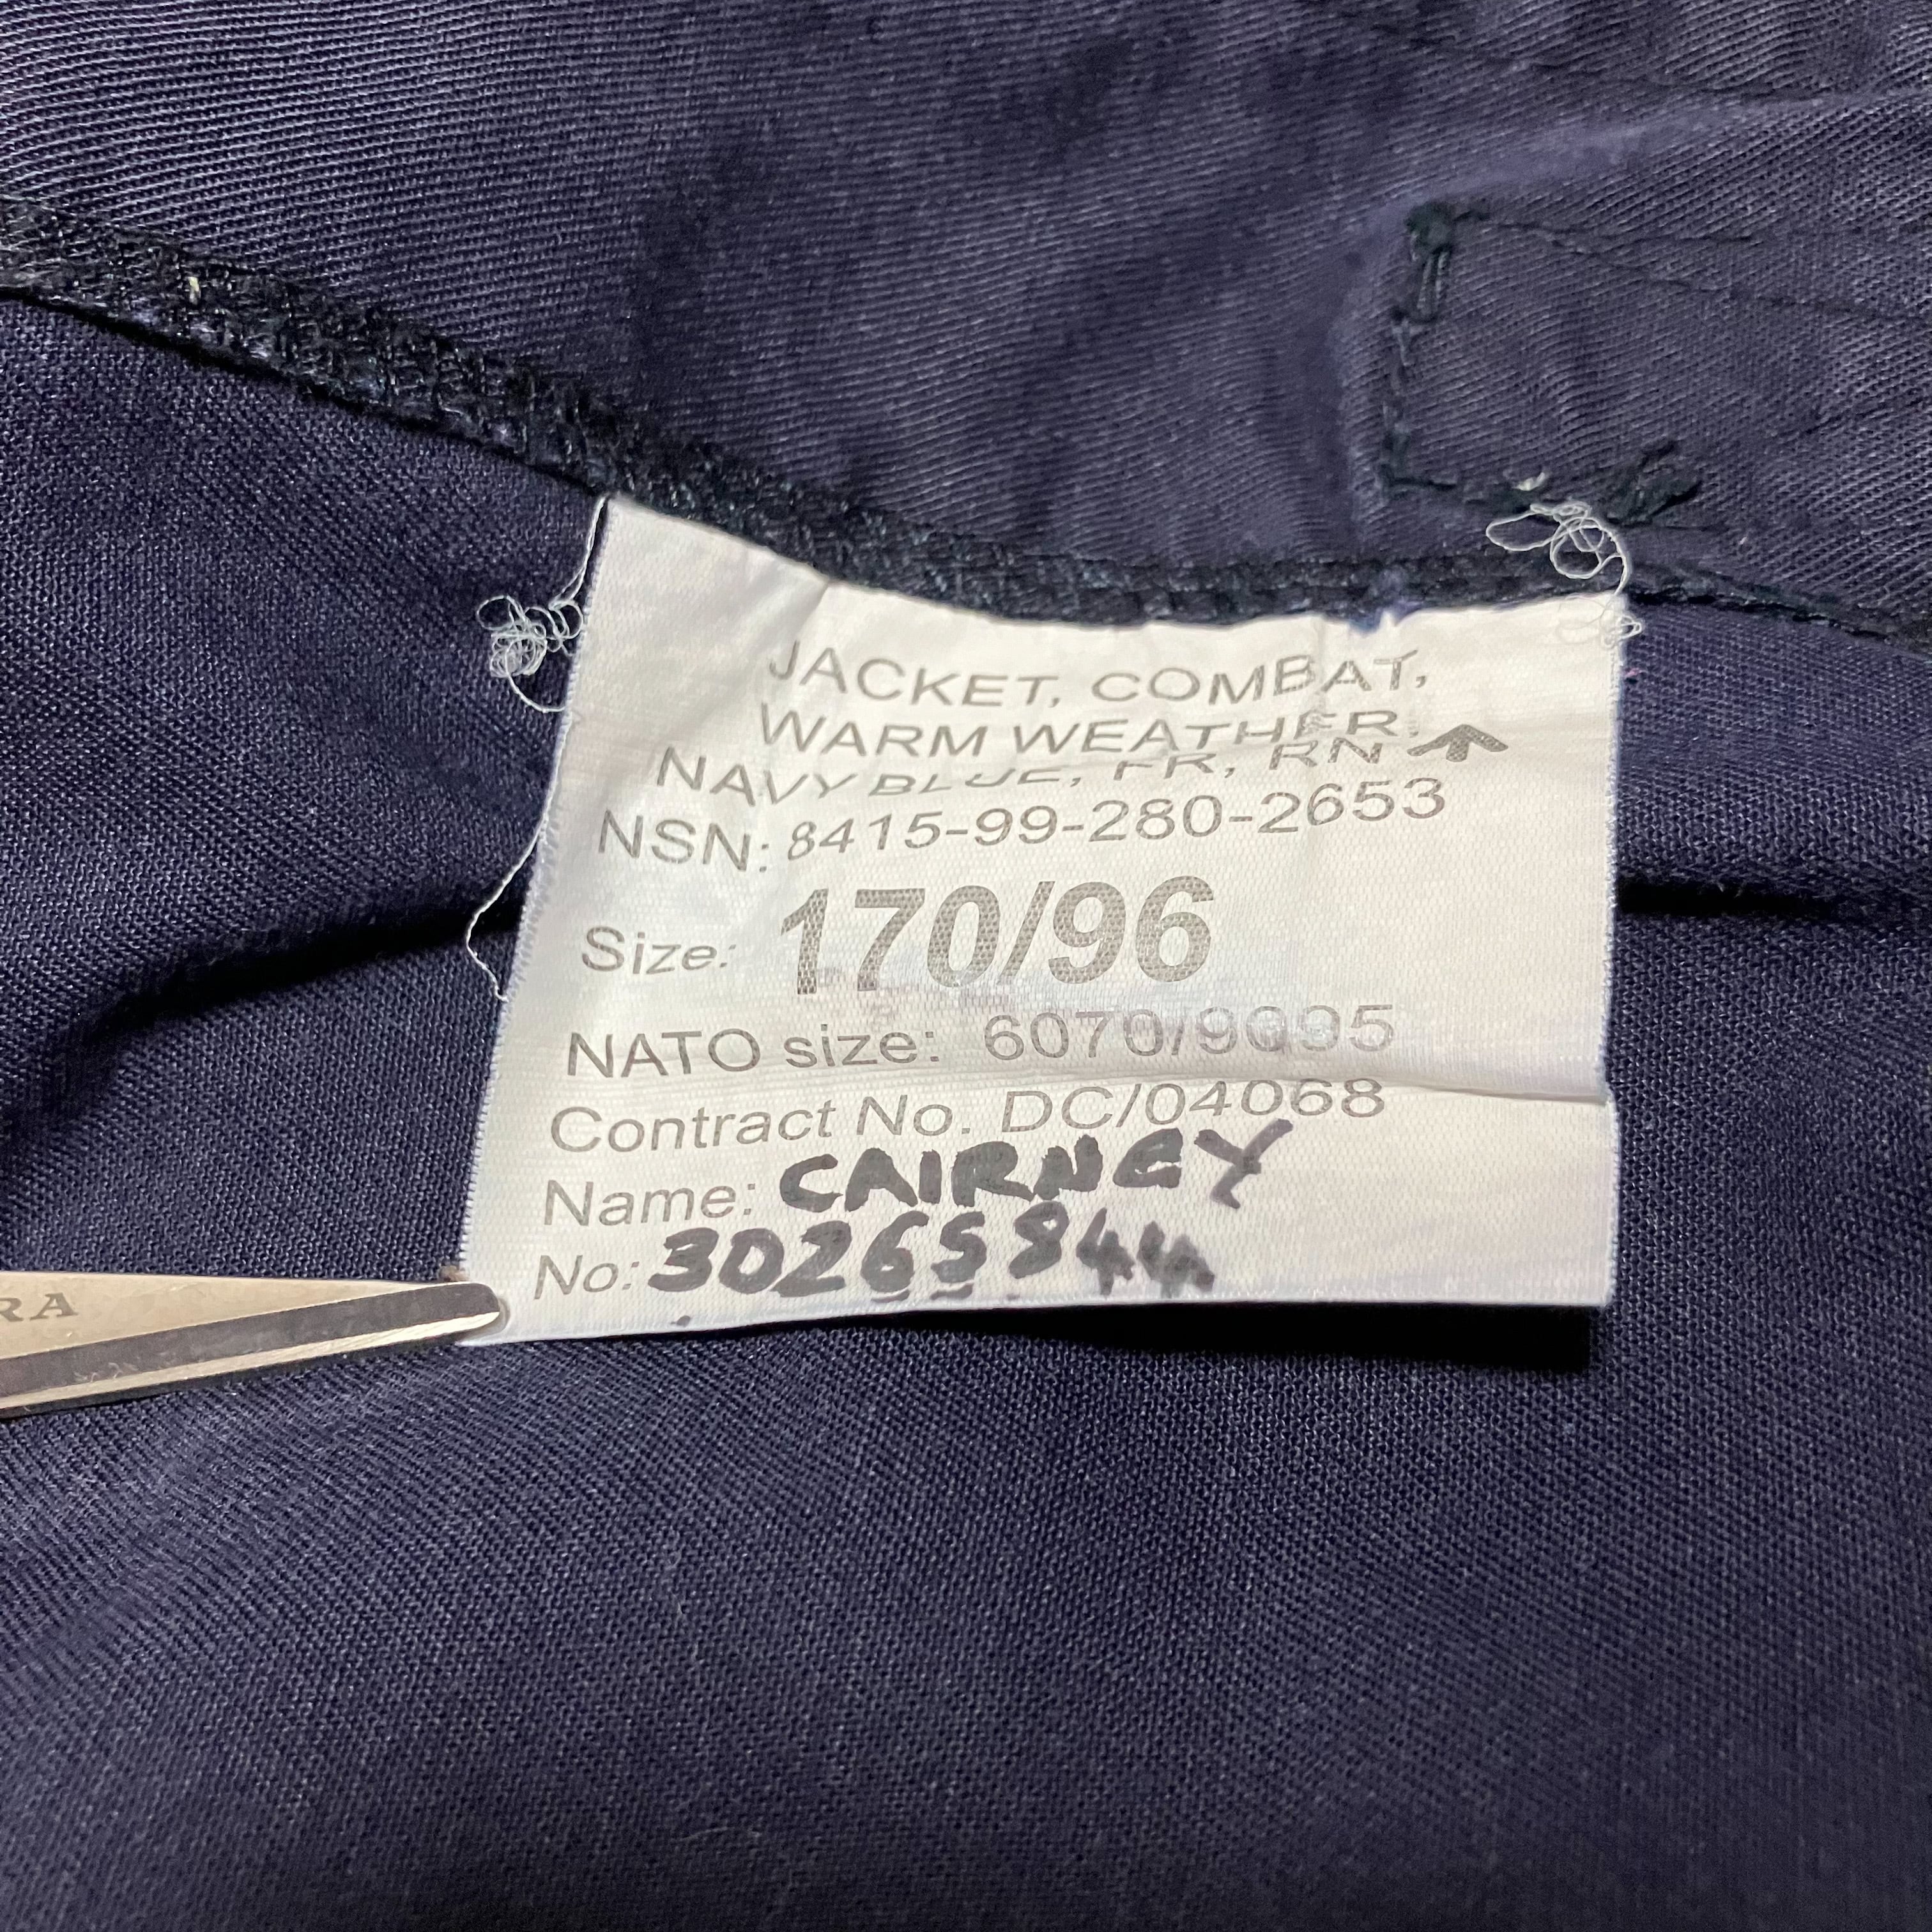 JACKET, COMBAT,
WARM WEATHER,
NAVY BLUE, FR, RN
NSN: 8415-99-280-2653
Size: 170/96
NATO size: 6070/9095
Contract No. DC/04068
Name: CAIRNEY
No: 30265844
RA